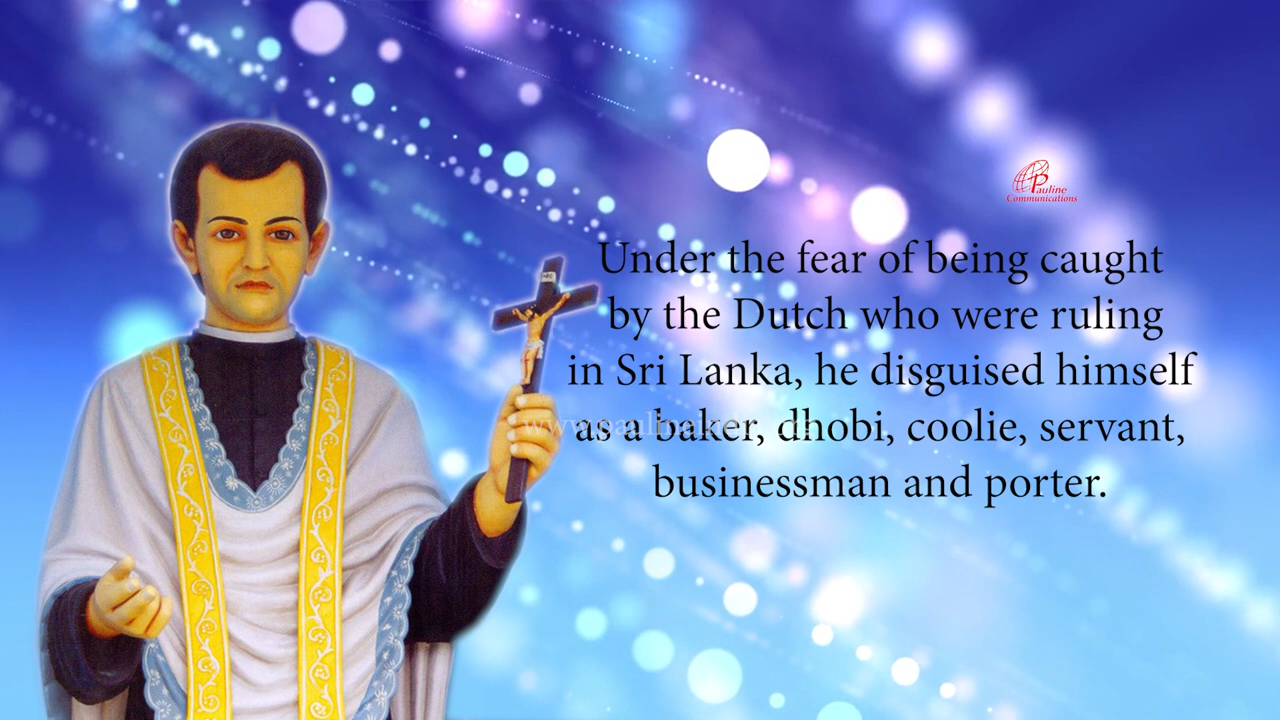 Pauline
Communications
Under the fear of being caught
by the Dutch who were ruling
in Sri Lanka, he disguised himself
as a baker, dhobi, coolie, servant,
businessman and porter.